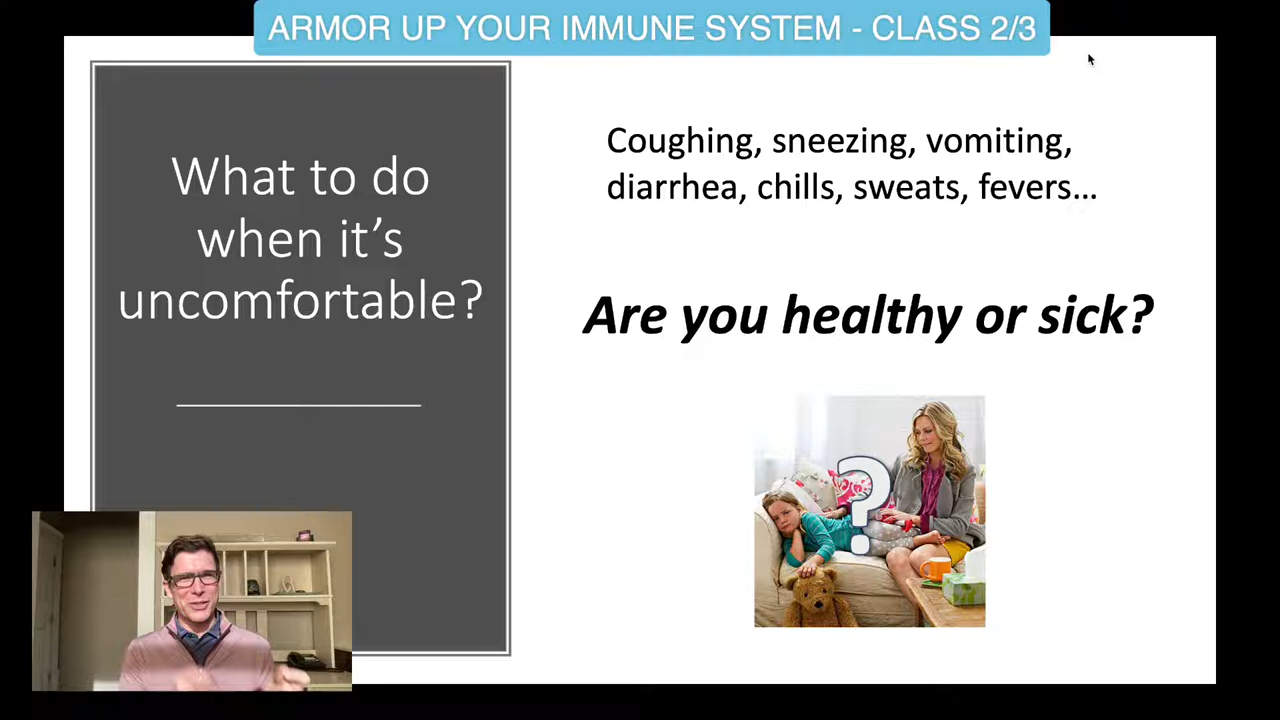 ARMOR UP YOUR IMMUNE SYSTEM - CLASS 2/3
What to do
when it’s
uncomfortable?
Coughing, sneezing, vomiting,
diarrhea, chills, sweats, fevers…
Are you healthy or sick?
?